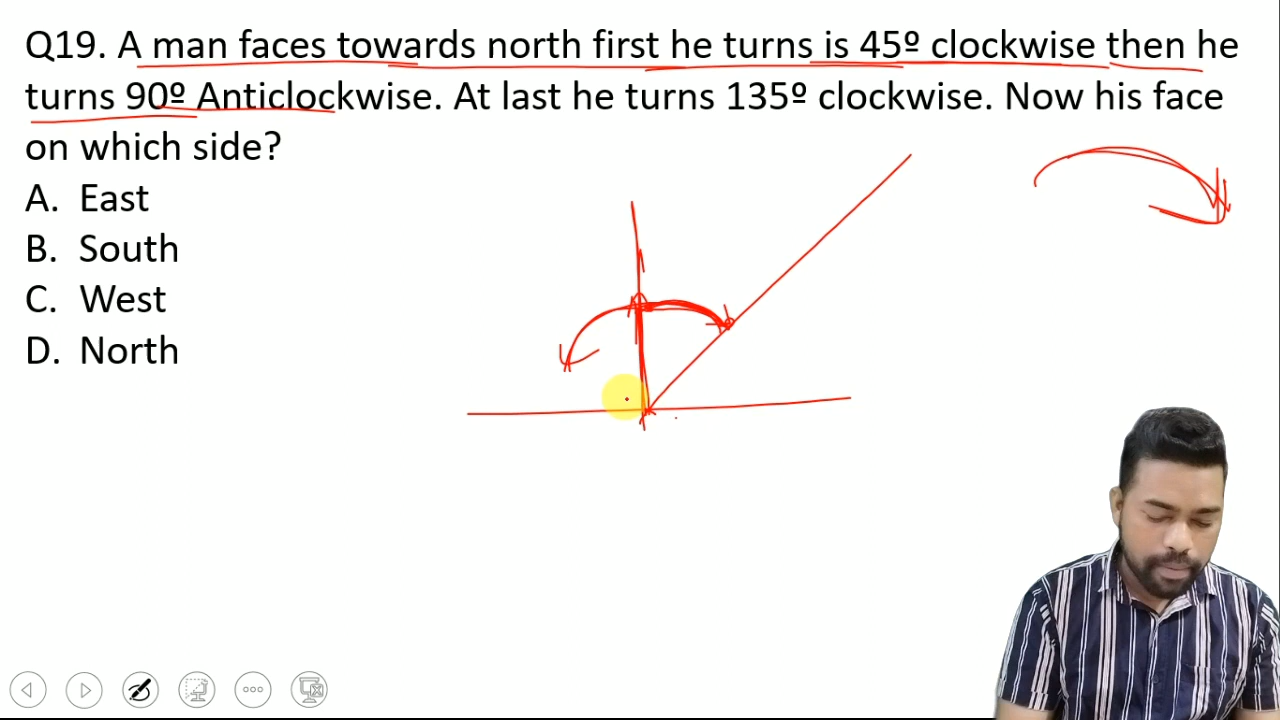 Q19. A man faces towards north first he turns is 45º clockwise then he
turns 90º Anticlockwise. At last he turns 135º clockwise. Now his face
on which side?
A. East
B. South
C. West
D. North